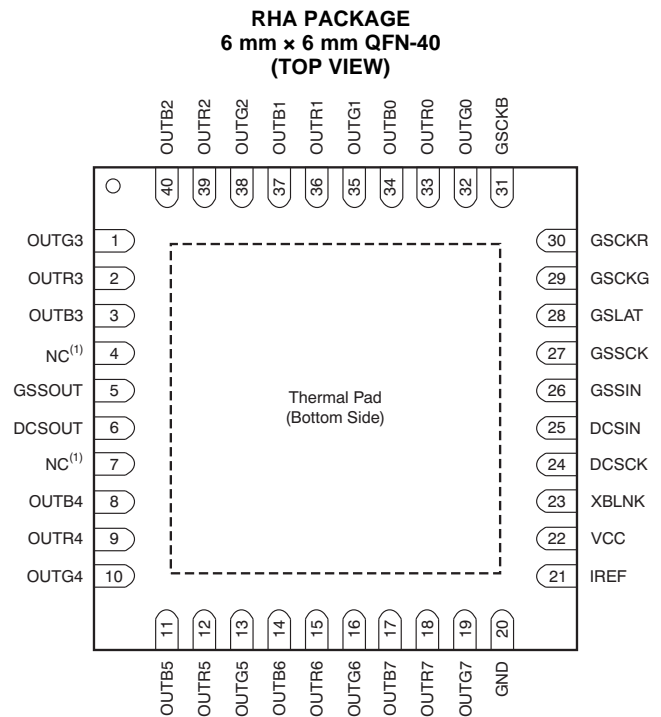 RHA PACKAGE
6 mm × 6 mm QFN-40
(TOP VIEW)
OUTB2
OUTR2
OUTG2
OUTB1
OUTR1
OUTG1
OUTB0
OUTR0
OUTG0
GSCKB
40
39
38
37
36
35
34
33
32
31
OUTG3 1
OUTR3 2
OUTB3 3
NC(1) 4
GSSOUT 5
DCSOUT 6
NC(1) 7
OUTB4 8
OUTR4 9
OUTG4 10
Thermal Pad
(Bottom Side)
30 GSCKR
29 GSCKG
28 GSLAT
27 GSSCK
26 GSSIN
25 DCSIN
24 DCSCK
23 XBLNK
22 VCC
21 IREF
11
12
13
14
15
16
17
18
19
20
OUTB5
OUTR5
OUTG5
OUTB6
OUTR6
OUTG6
OUTB7
OUTR7
OUTG7
GND